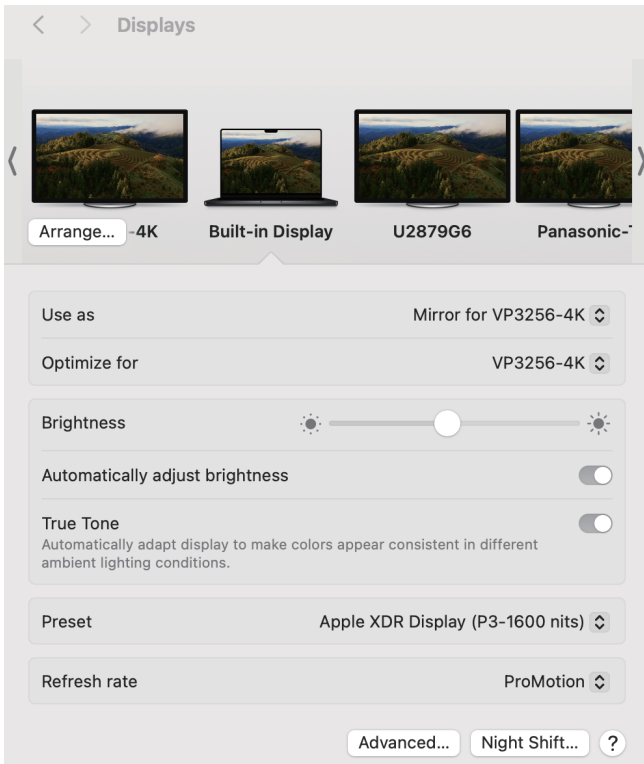 Displays
Arrange... -4K
Built-in Display
U2879G6
Panasonic-
Use as
Mirror for VP3256-4K
Optimize for
VP3256-4K
Brightness
Automatically adjust brightness
True Tone
Automatically adapt display to make colors appear consistent in different
ambient lighting conditions.
Preset
Apple XDR Display (P3-1600 nits)
Refresh rate
ProMotion
Advanced...
Night Shift...
?